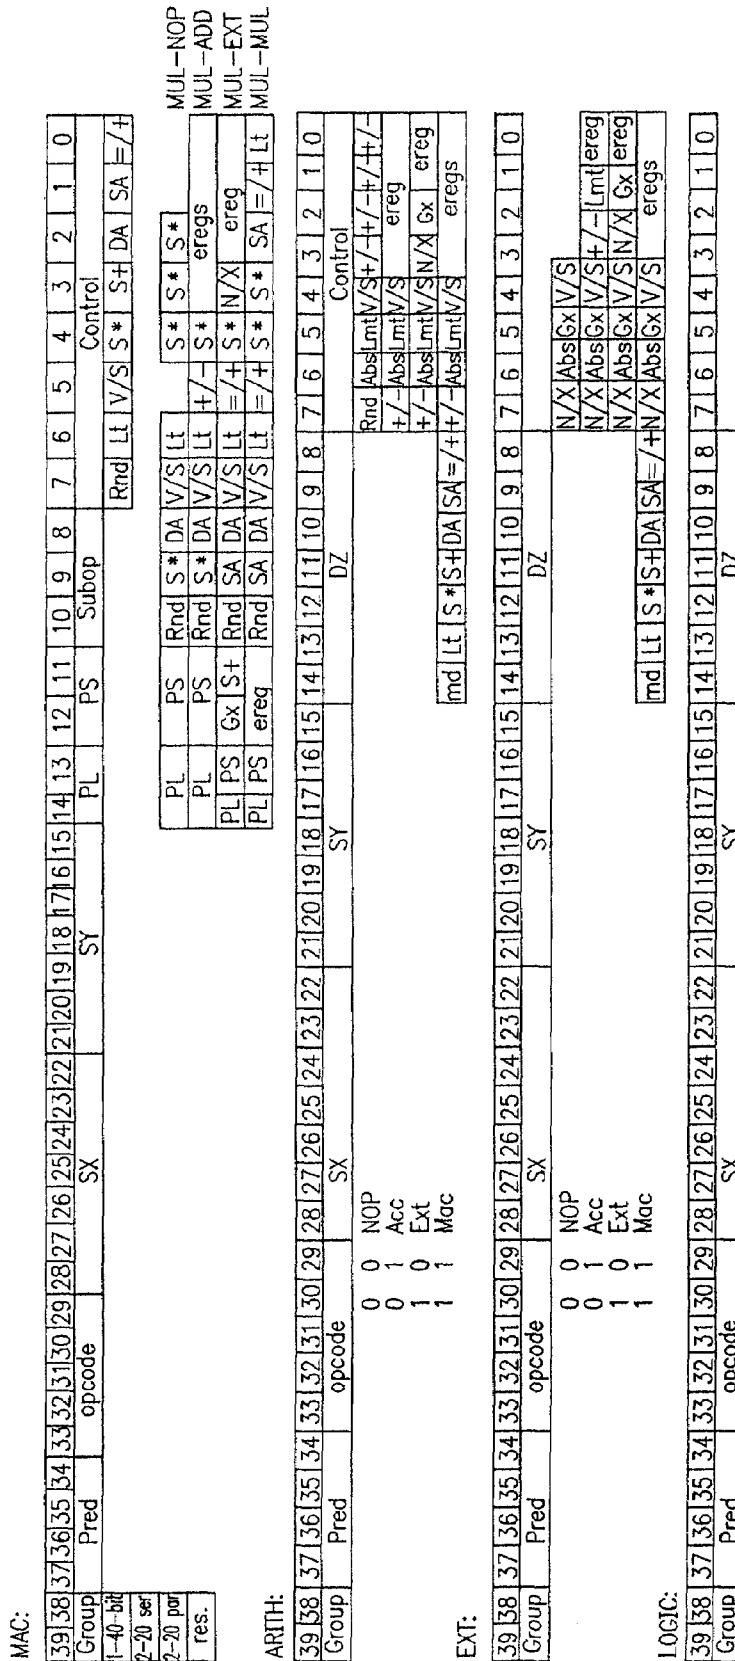 MAC:
39 38 37 36 35 34 33 32 31 30 29 28 27 26 25 24 23 22 21 20 19 18 17 16 15 14 13 12 11 10 9 8 7 6 5 4 3 2 1 0
Group Pred opcode SX SY PL PS Subop Control
1-40-bit Rnd Lt V/S S* S+ DA SA =/+
2-20 ser
2-20 par PL PS Rnd S* DA V/S Lt S* S* S* MUL-NOP
res. PL PS Rnd S* DA V/S Lt +/- S* eregs MUL-ADD
PL PS Gx S+ Rnd SA DA V/S Lt =/+ S* N/X ereg MUL-EXT
PL PS ereg Rnd SA DA V/S Lt =/+ S* S* SA =/+ Lt MUL-MUL
ARITH:
39 38 37 36 35 34 33 32 31 30 29 28 27 26 25 24 23 22 21 20 19 18 17 16 15 14 13 12 11 10 9 8 7 6 5 4 3 2 1 0
Group Pred opcode SX SY DZ Control
0 0 NOP Rnd Abs Lmt V/S +/- +/- +/- +/-
0 1 Acc +/- Abs Lmt V/S ereg
1 0 Ext +/- Abs Lmt V/S N/X Gx ereg
1 1 Mac rnd Lt S* S+ DA SA =/+ +/- Abs Lmt V/S eregs
EXT:
39 38 37 36 35 34 33 32 31 30 29 28 27 26 25 24 23 22 21 20 19 18 17 16 15 14 13 12 11 10 9 8 7 6 5 4 3 2 1 0
Group Pred opcode SX SY DZ
0 0 NOP N/X Abs Gx V/S
0 1 Acc N/X Abs Gx V/S +/- Lmt ereg
1 0 Ext N/X Abs Gx V/S N/X Gx ereg
1 1 Mac rnd Lt S* S+ DA SA =/+ N/X Abs Gx V/S eregs
LOGIC:
39 38 37 36 35 34 33 32 31 30 29 28 27 26 25 24 23 22 21 20 19 18 17 16 15 14 13 12 11 10 9 8 7 6 5 4 3 2 1 0
Group Pred opcode SX SY DZ